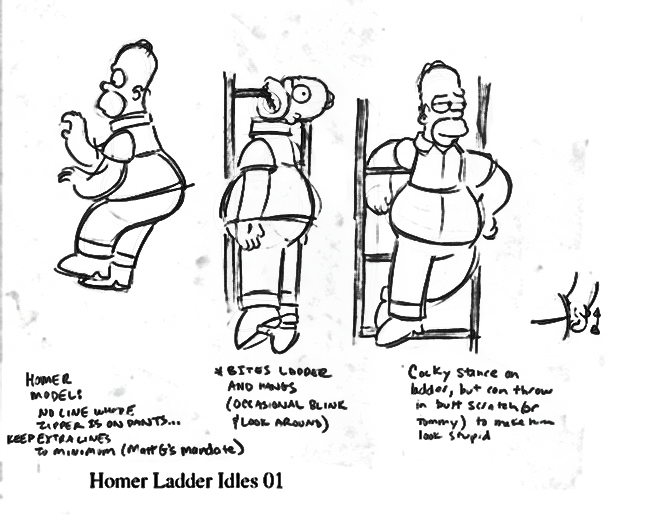 HOMER
MODEL:
NO LINE WHERE
ZIPPER IS ON PANTS...
KEEP EXTRA LINES
TO MINIMUM (Matt G's mandate)
* BITES LADDER
AND HANGS
(OCCASIONAL BLINK
/ LOOK AROUND)
Cocky stance on
ladder, but can throw
in butt scratch (for
Tommy) to make him
look stupid
Homer Ladder Idles 01